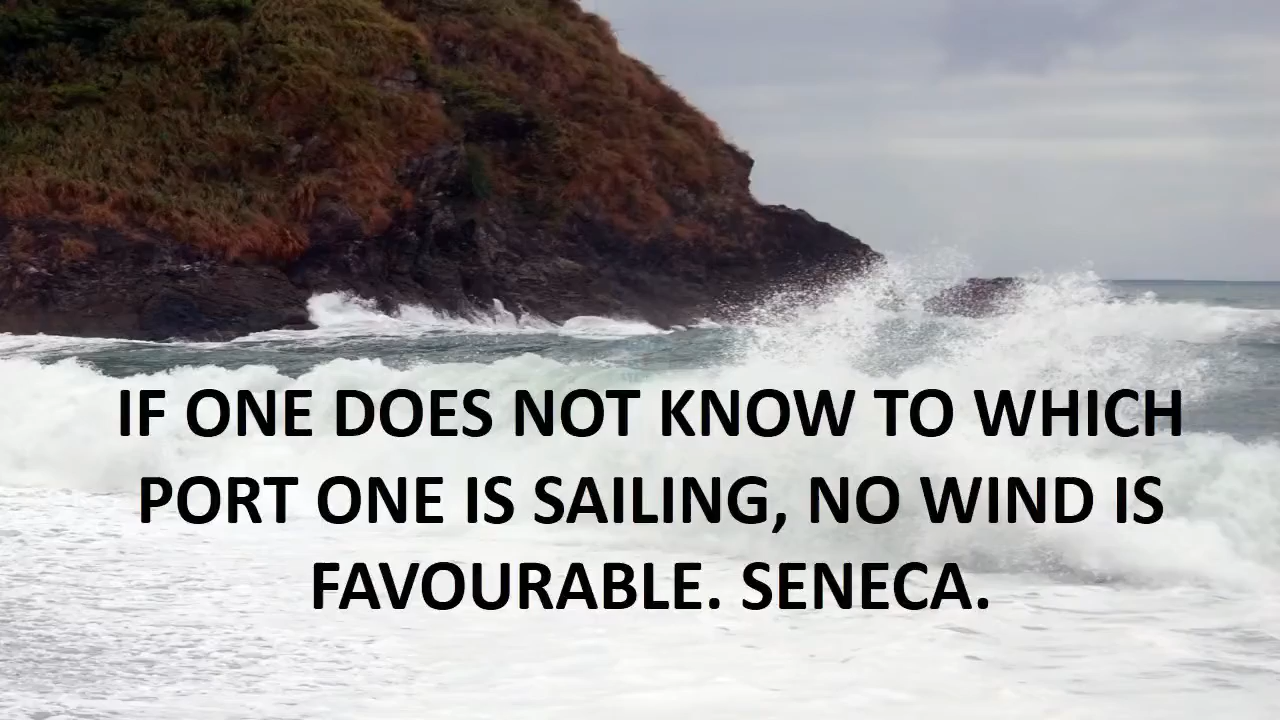 IF ONE DOES NOT KNOW TO WHICH
PORT ONE IS SAILING, NO WIND IS
FAVOURABLE. SENECA.